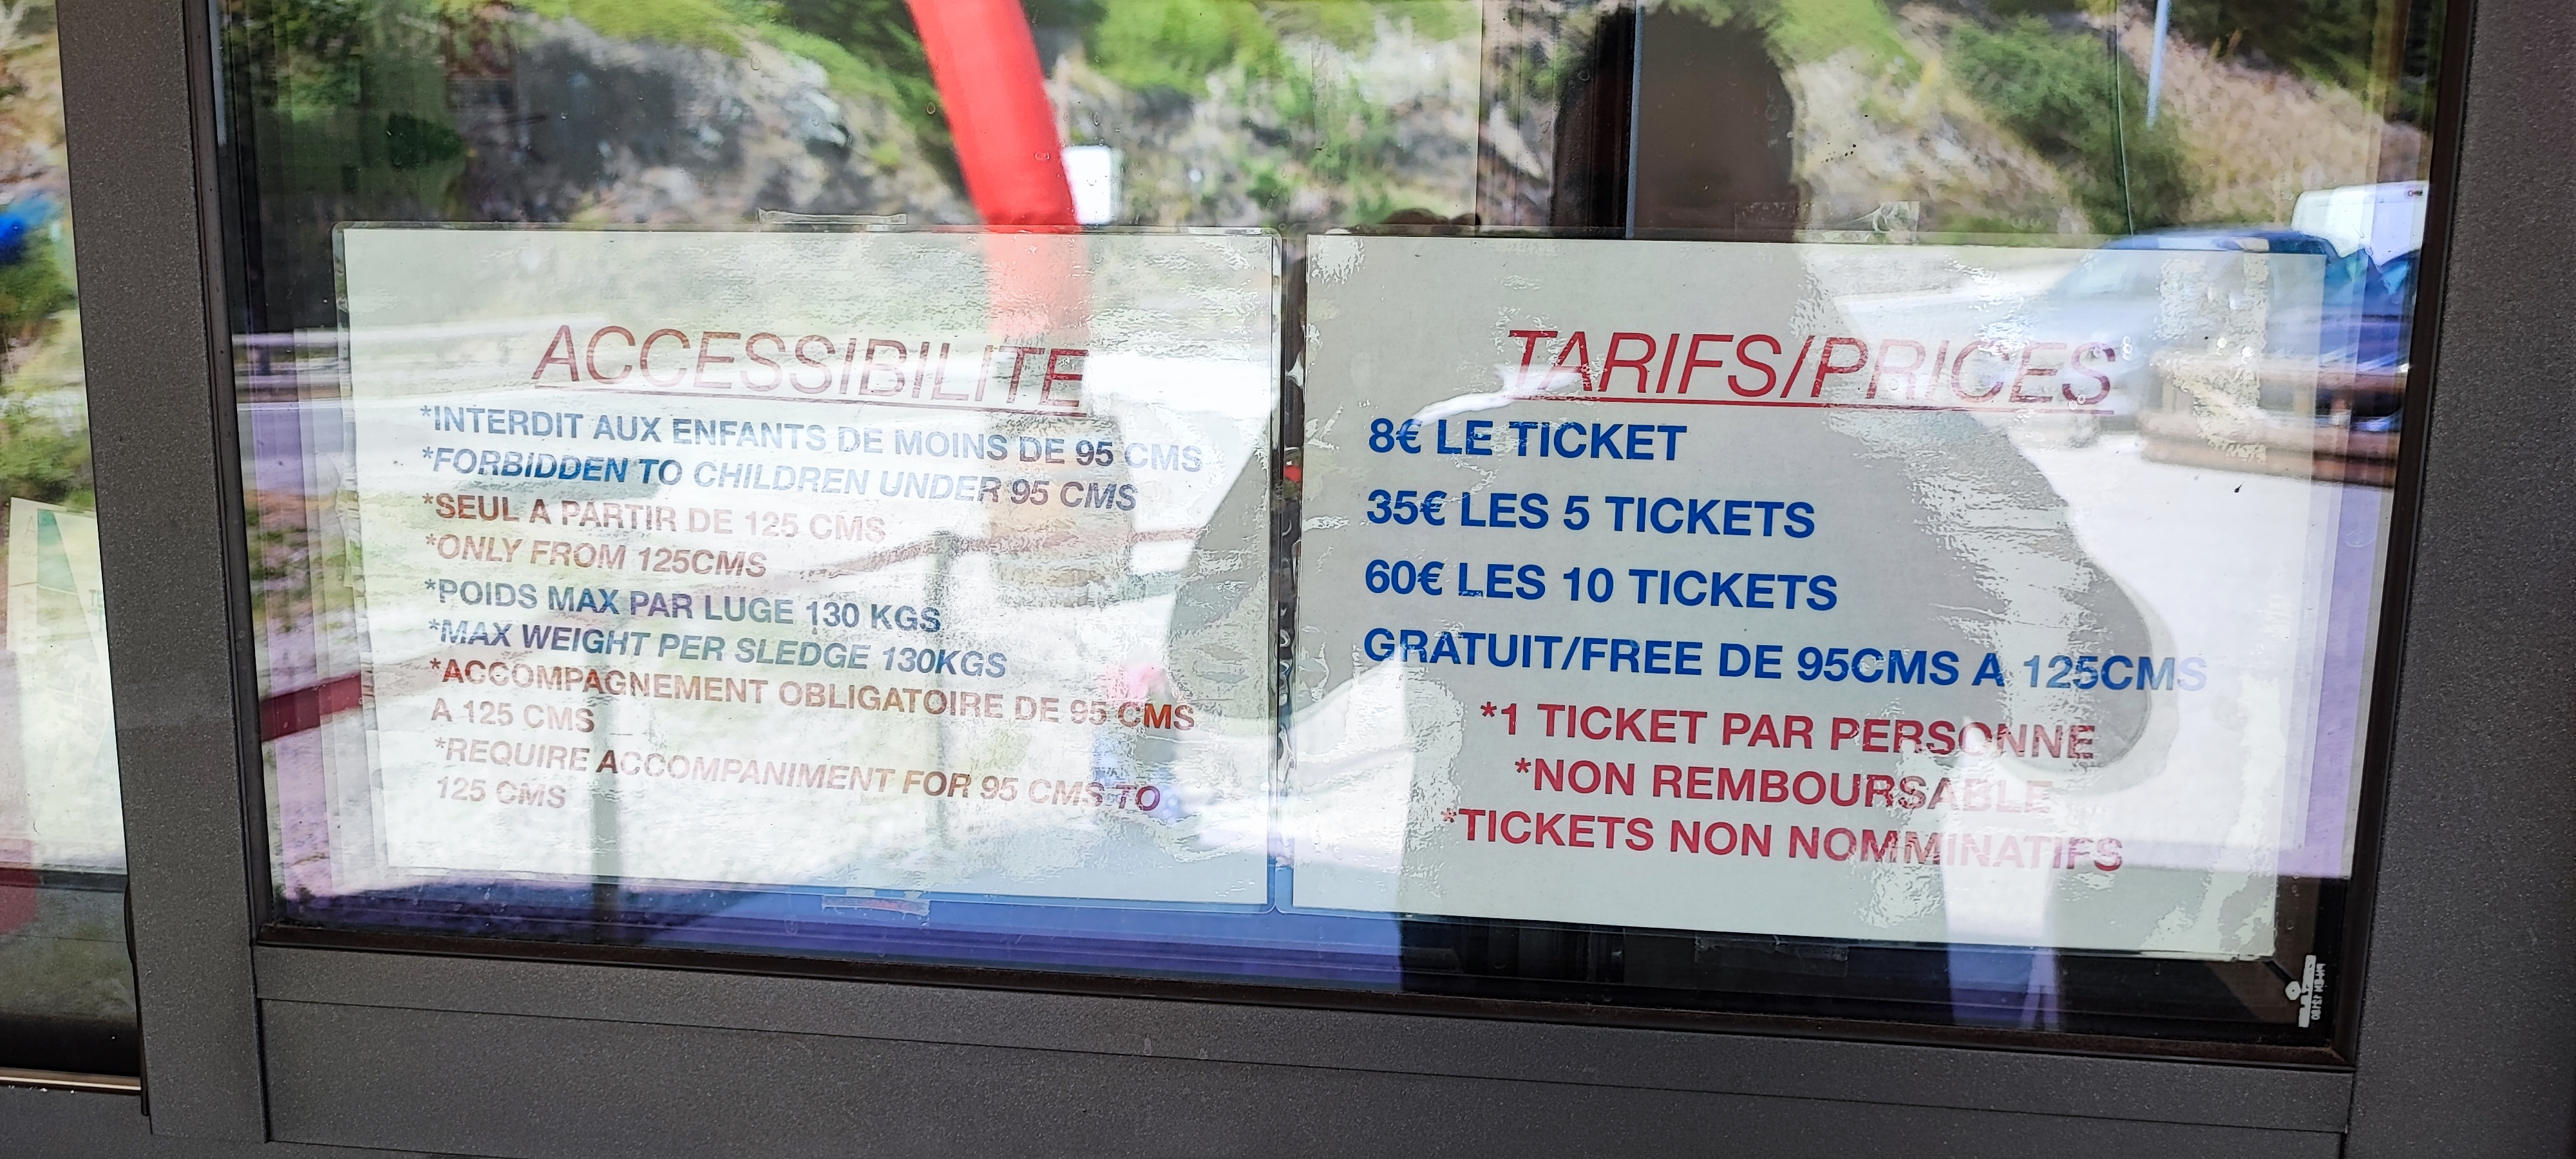 ACCESSIBILITE
*INTERDIT AUX ENFANTS DE MOINS DE 95 CMS
*FORBIDDEN TO CHILDREN UNDER 95 CMS
*SEUL A PARTIR DE 125 CMS
*ONLY FROM 125CMS
*POIDS MAX PAR LUGE 130 KGS
*MAX WEIGHT PER SLEDGE 130KGS
*ACCOMPAGNEMENT OBLIGATOIRE DE 95 CMS
A 125 CMS
*REQUIRE ACCOMPANIMENT FOR 95 CMS TO
125 CMS
TARIFS/PRICES
8€ LE TICKET
35€ LES 5 TICKETS
60€ LES 10 TICKETS
GRATUIT/FREE DE 95CMS A 125CMS
*1 TICKET PAR PERSONNE
*NON REMBOURSABLE
*TICKETS NON NOMMINATIFS